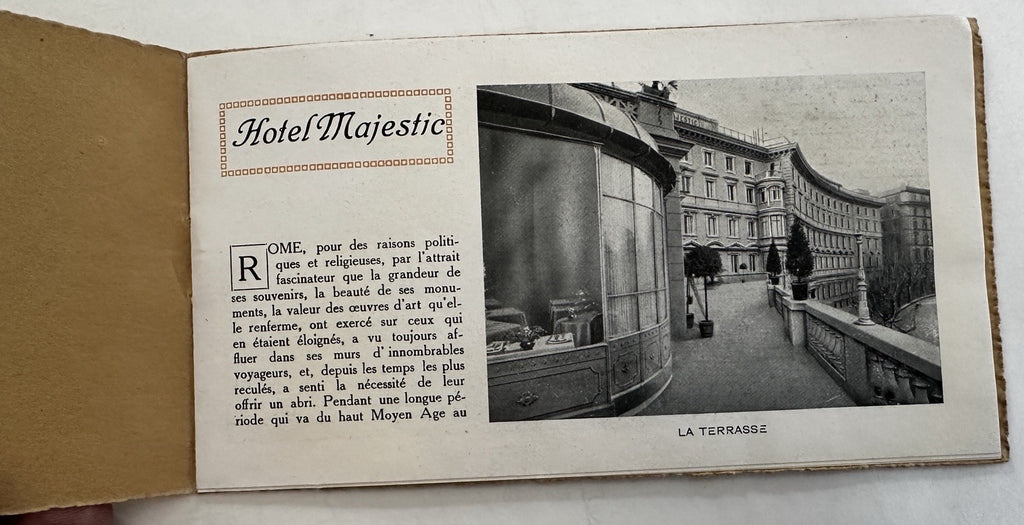 Hotel Majestic
ROME, pour des raisons politi-
ques et religieuses, par l'attrait
fascinateur que la grandeur de
ses souvenirs, la beauté de ses monu-
ments, la valeur des œuvres d'art qu'el-
le renferme, ont exercé sur ceux qui
en étaient éloignés, a vu toujours af-
fluer dans ses murs d'innombrables
voyageurs, et, depuis les temps les plus
reculés, a senti la nécessité de leur
offrir un abri. Pendant une longue pé-
riode qui va du haut Moyen Age au
LA TERRASSE